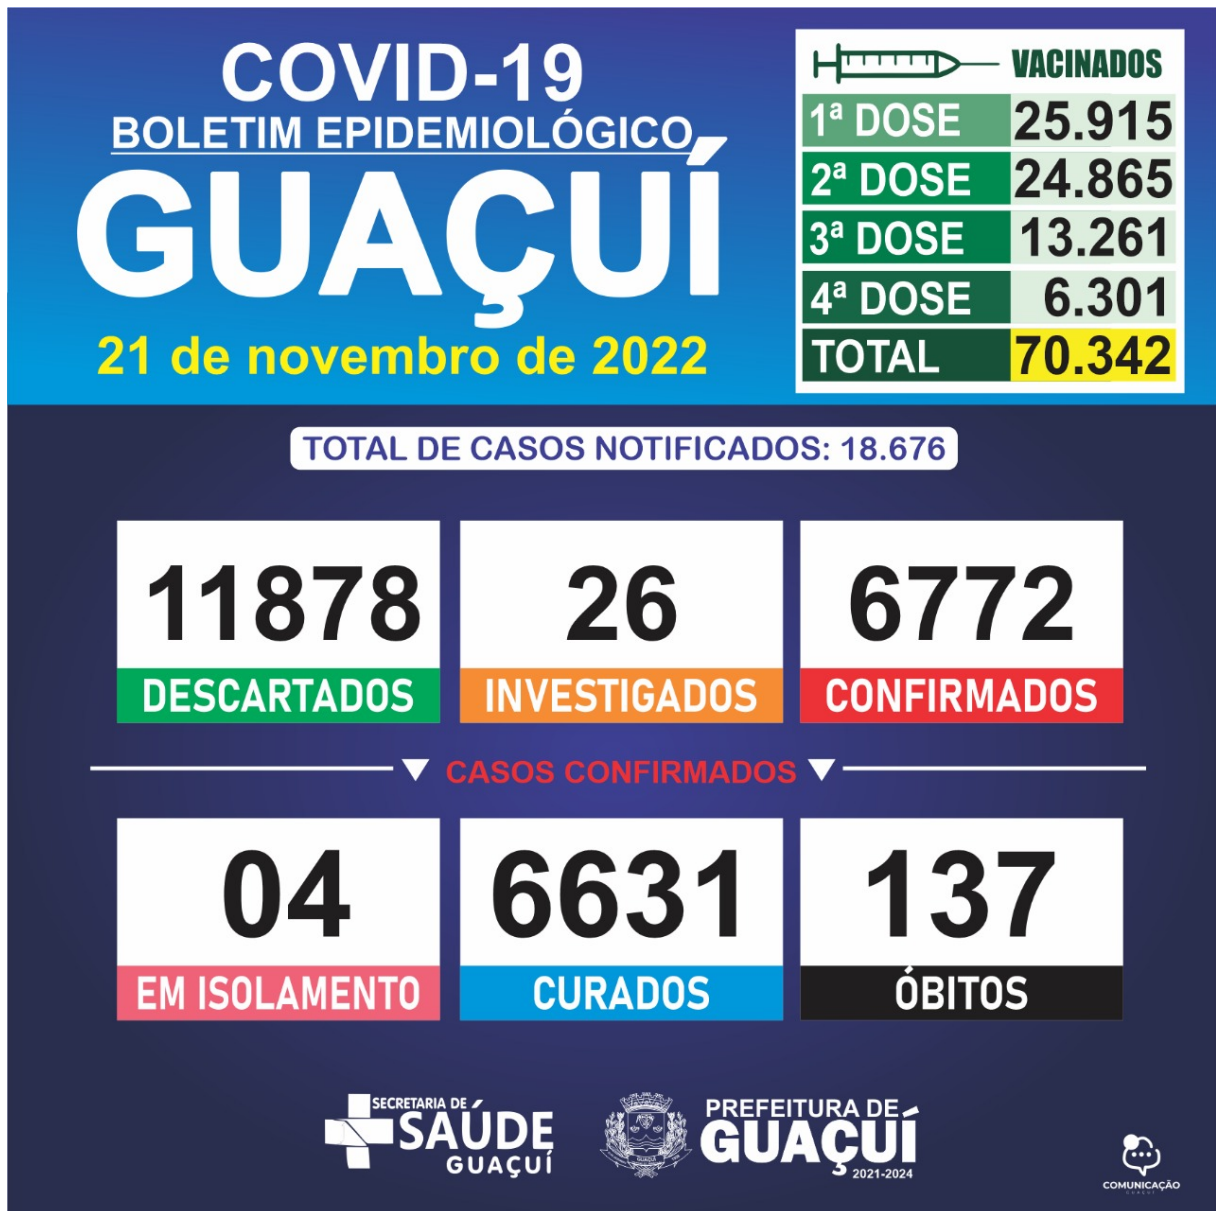 COVID-19
BOLETIM EPIDEMIOLÓGICO
GUAÇUÍ
21 de novembro de 2022
VACINADOS
1ª DOSE 25.915
2ª DOSE 24.865
3ª DOSE 13.261
4ª DOSE 6.301
TOTAL 70.342
TOTAL DE CASOS NOTIFICADOS: 18.676
11878 26 6772
DESCARTADOS INVESTIGADOS CONFIRMADOS
CASOS CONFIRMADOS
04 6631 137
EM ISOLAMENTO CURADOS ÓBITOS
SECRETARIA DE
SAÚDE
GUAÇUÍ
PREFEITURA DE
GUAÇUÍ
2021-2024
COMUNICAÇÃO
GUAÇUÍ